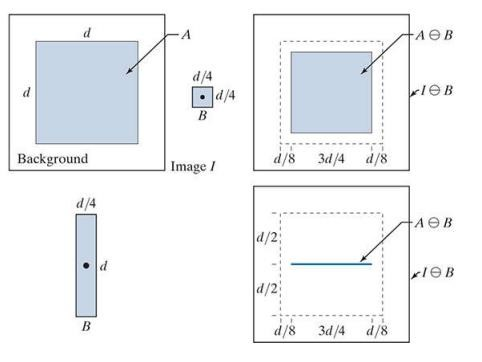 d
A
d
Background
Image I
d/4
d/4
B
A ⊖ B
I ⊖ B
d/8 3d/4 d/8
d/4
d
B
A ⊖ B
d/2
I ⊖ B
d/2
d/8 3d/4 d/8